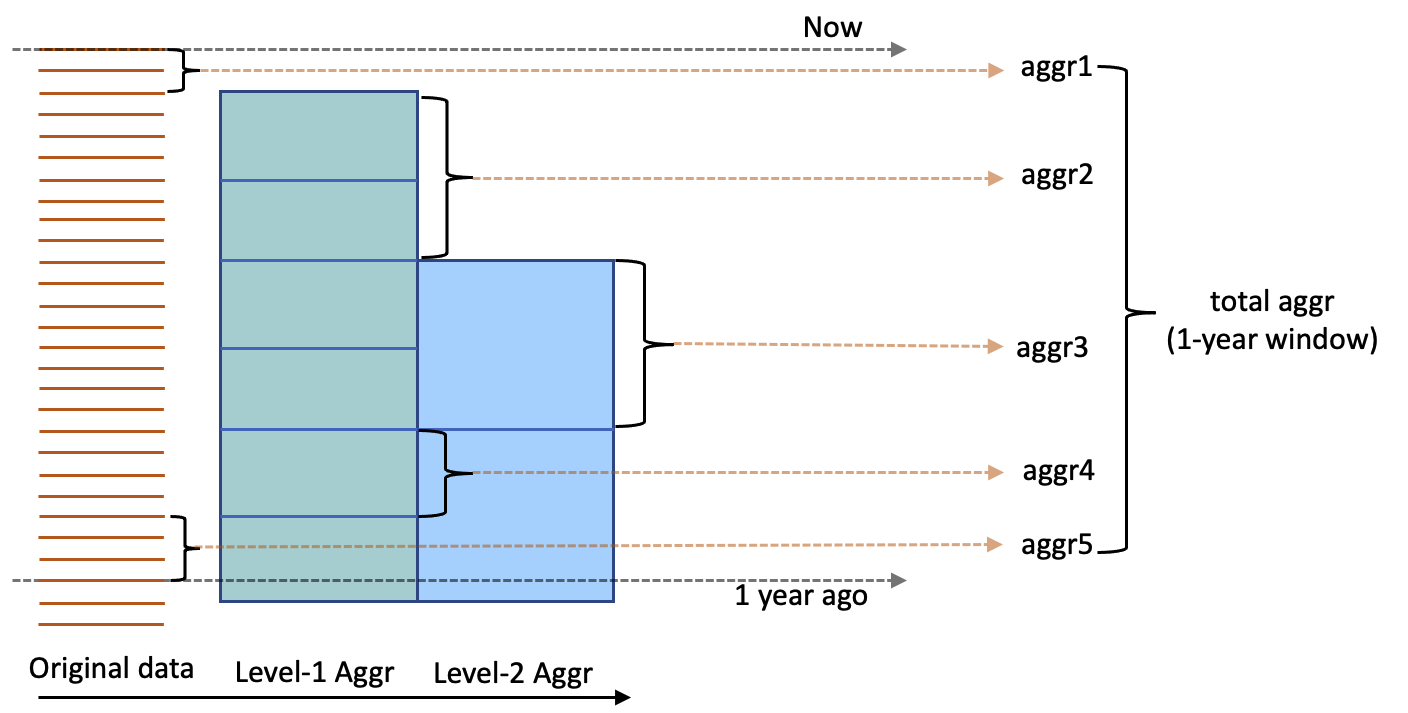 Now
aggr1
aggr2
total aggr
(1-year window)
aggr3
aggr4
aggr5
1 year ago
Original data
Level-1 Aggr
Level-2 Aggr